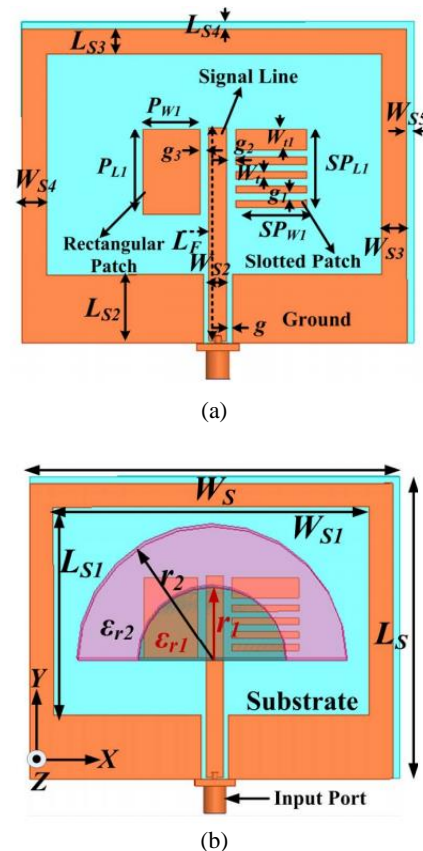 L_S4
L_S3
Signal Line
P_W1
W_S5
g_3
g_2
W_t1
P_L1
W_t
SP_L1
W_S4
g_1
SP_W1
Rectangular
Patch
L_F
W_S2
Slotted Patch
W_S3
L_S2
g
Ground
(a)
W_S
W_S1
L_S1
r_2
ε_r2
ε_r1
r_1
L_S
Y
Substrate
Z
X
Input Port
(b)